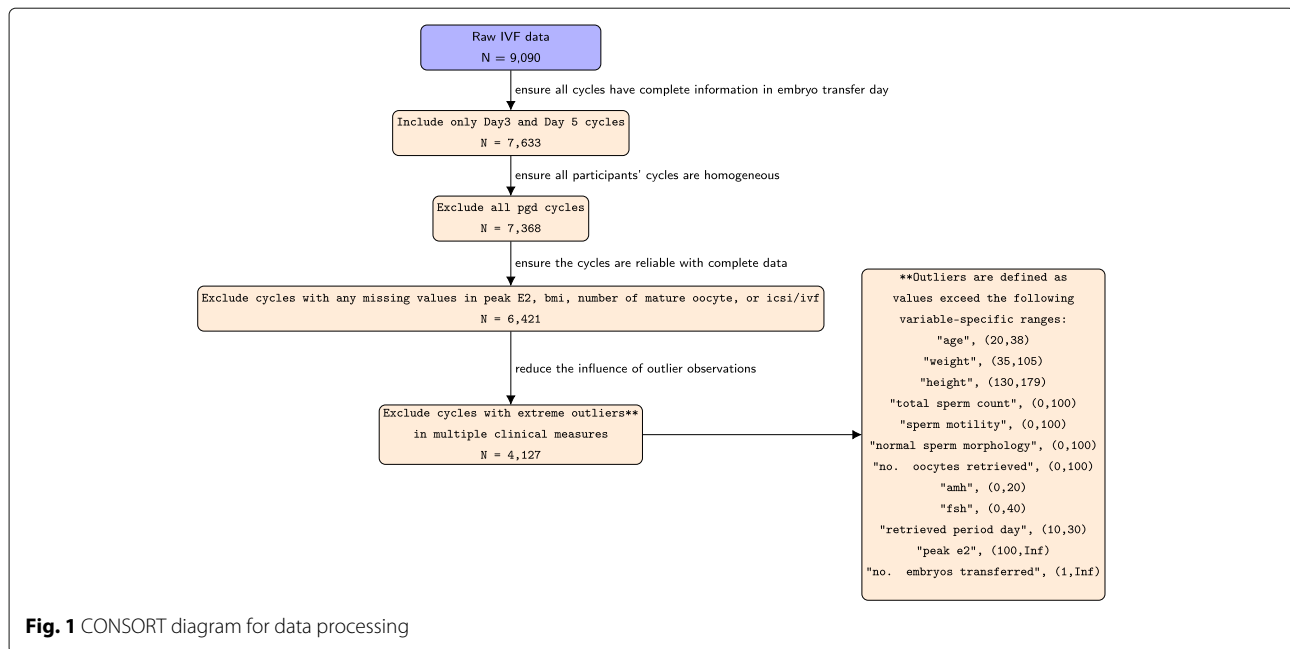 Raw IVF data
N = 9,090
ensure all cycles have complete information in embryo transfer day
Include only Day3 and Day 5 cycles
N = 7,633
ensure all participants' cycles are homogeneous
Exclude all pgd cycles
N = 7,368
ensure the cycles are reliable with complete data
Exclude cycles with any missing values in peak E2, bmi, number of mature oocyte, or icsi/ivf
N = 6,421
reduce the influence of outlier observations
Exclude cycles with extreme outliers**
in multiple clinical measures
N = 4,127
**Outliers are defined as
values exceed the following
variable-specific ranges:
"age", (20,38)
"weight", (35,105)
"height", (130,179)
"total sperm count", (0,100)
"sperm motility", (0,100)
"normal sperm morphology", (0,100)
"no. oocytes retrieved", (0,100)
"amh", (0,20)
"fsh", (0,40)
"retrieved period day", (10,30)
"peak e2", (100,Inf)
"no. embryos transferred", (1,Inf)
Fig. 1 CONSORT diagram for data processing